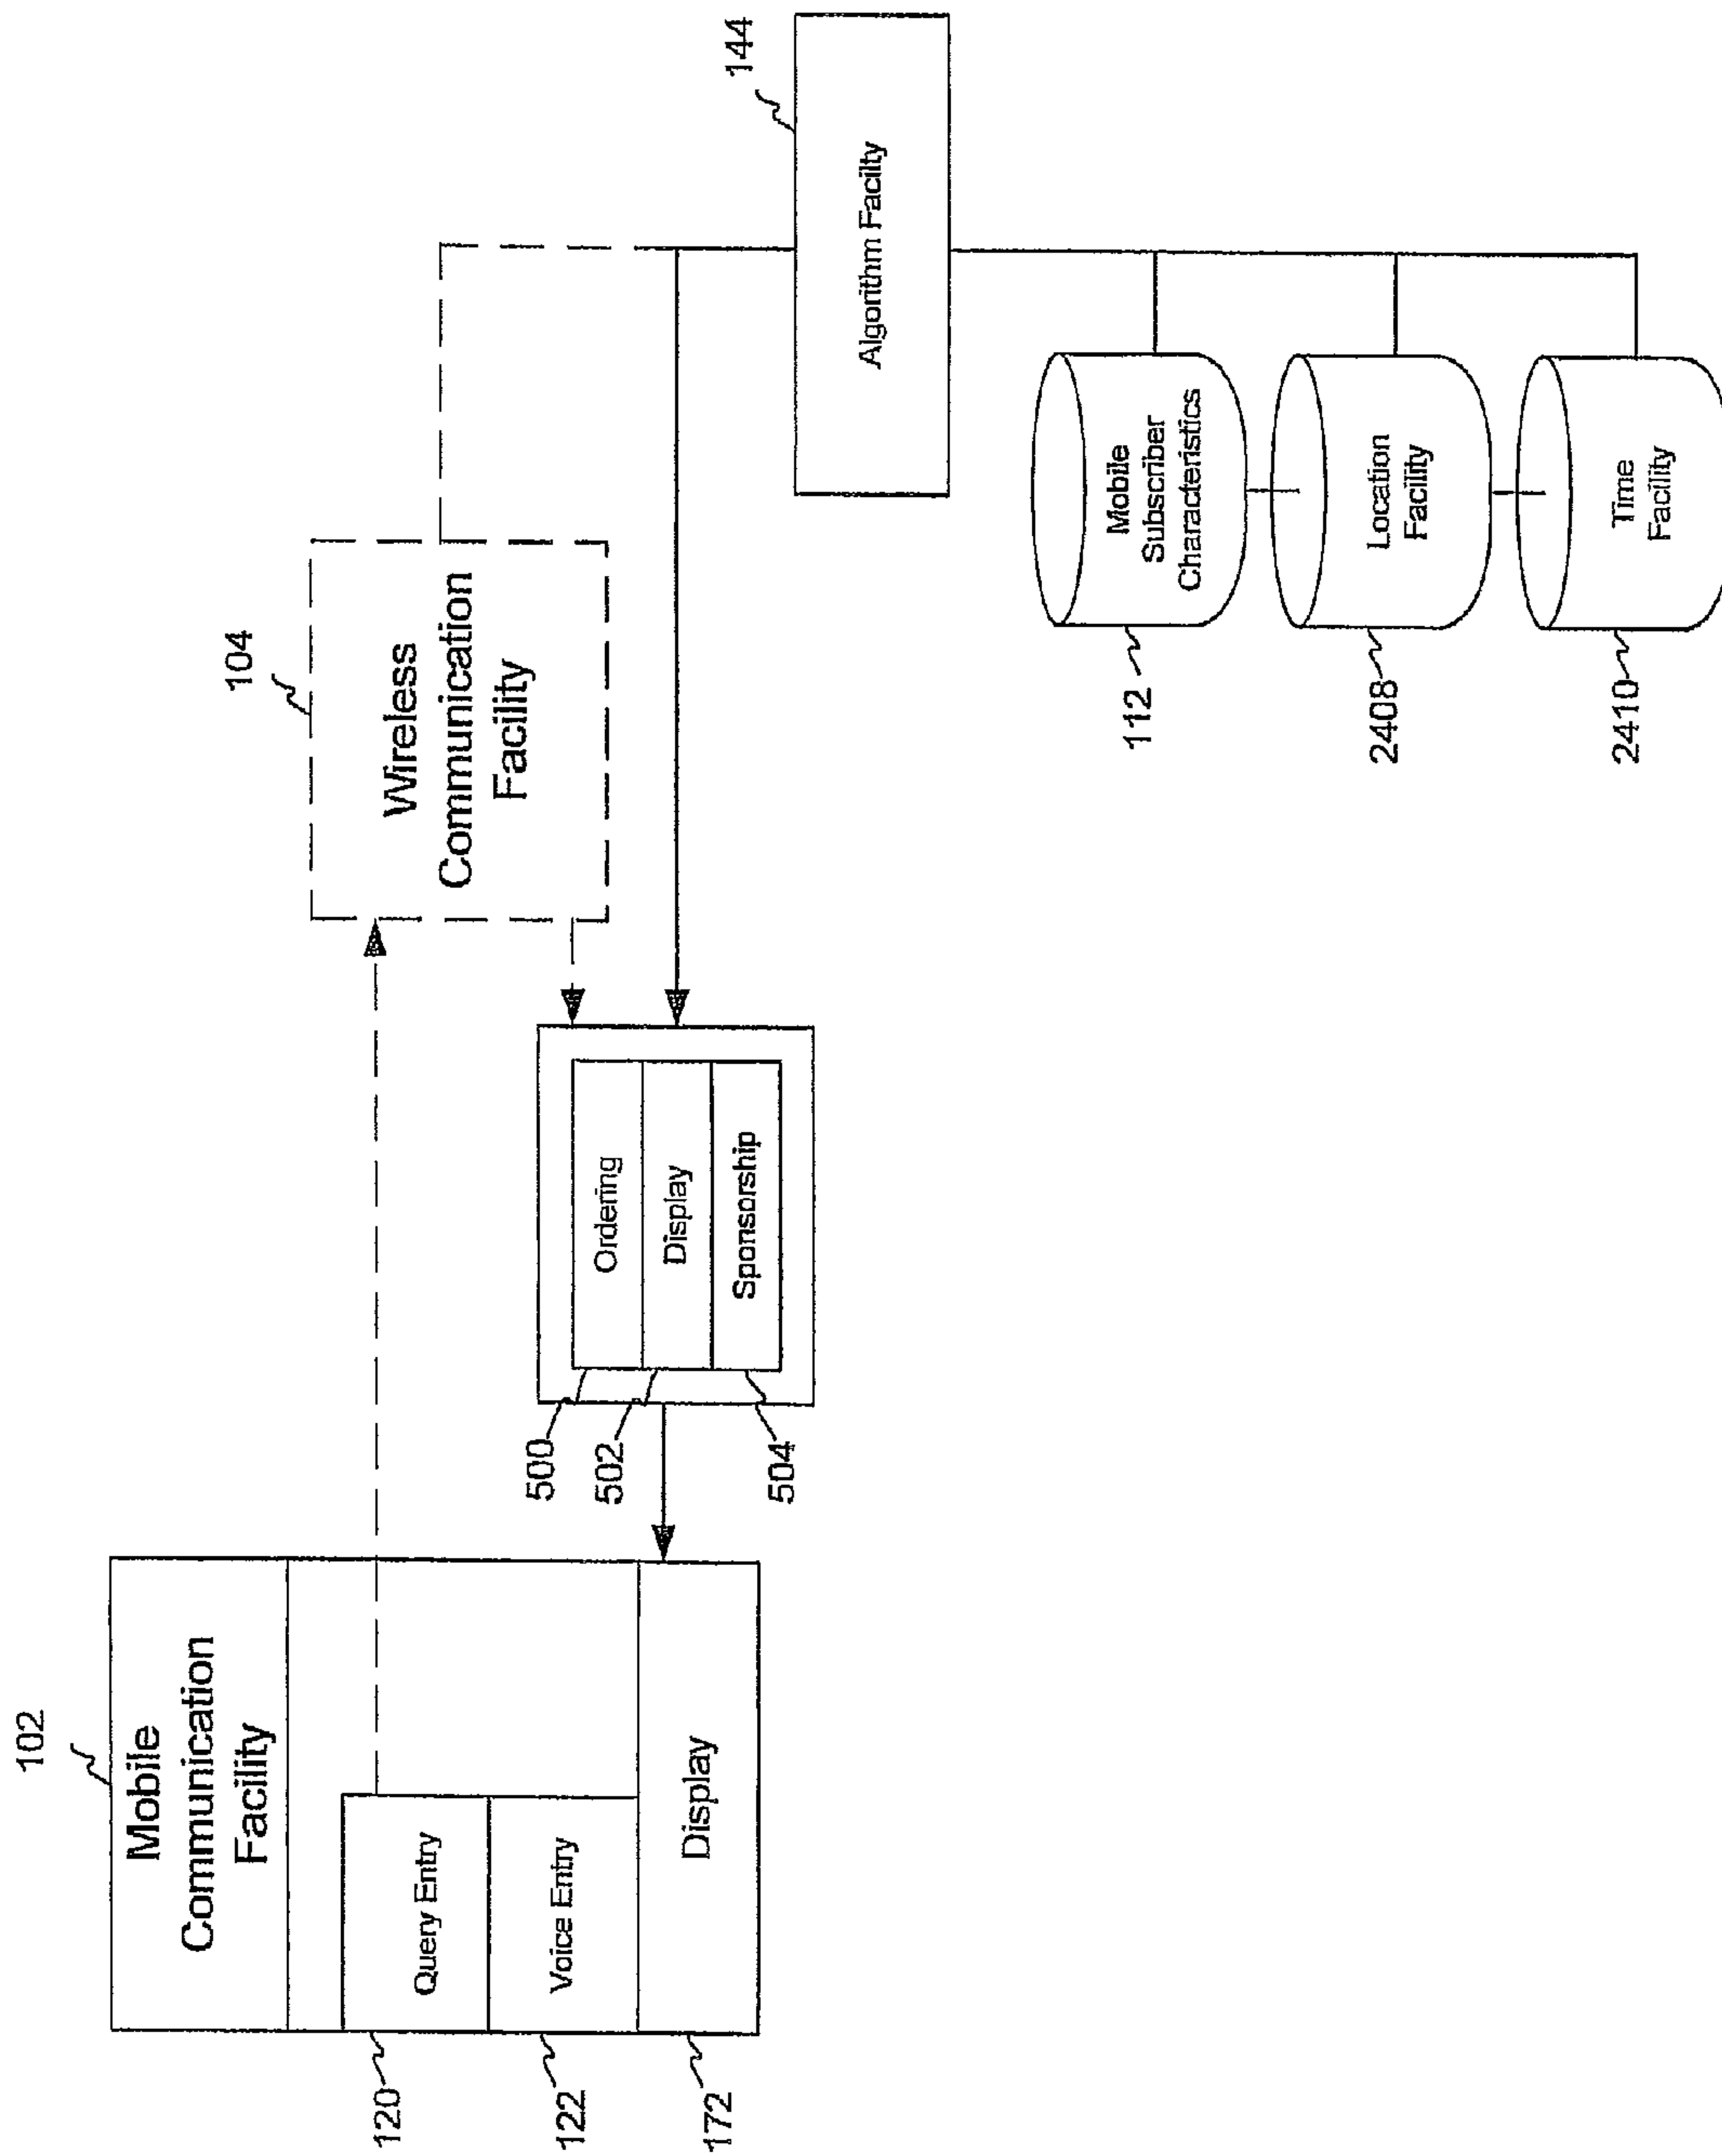 102
Mobile
Communication
Facility
120
Query Entry
122
Voice Entry
172
Display
500
Ordering
502
Display
504
Sponsorship
104
Wireless
Communication
Facility
144
Algorithm Facilty
112
Mobile
Subscriber
Characteristics
2408
Location
Facility
2410
Time
Facility